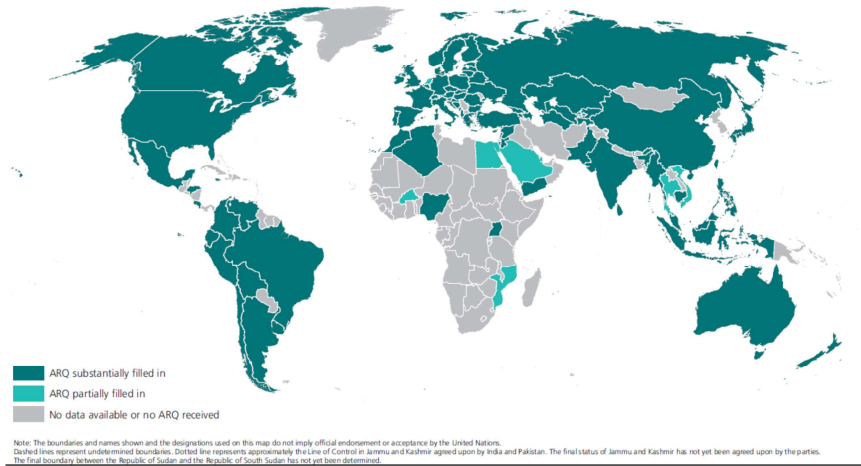 ARQ substantially filled in
ARQ partially filled in
No data available or no ARQ received
Note: The boundaries and names shown and the designations used on this map do not imply official endorsement or acceptance by the United Nations.
Dashed lines represent undetermined boundaries. Dotted line represents approximately the Line of Control in Jammu and Kashmir agreed upon by India and Pakistan. The final status of Jammu and Kashmir has not yet been agreed upon by the parties.
The final boundary between the Republic of Sudan and the Republic of South Sudan has not yet been determined.